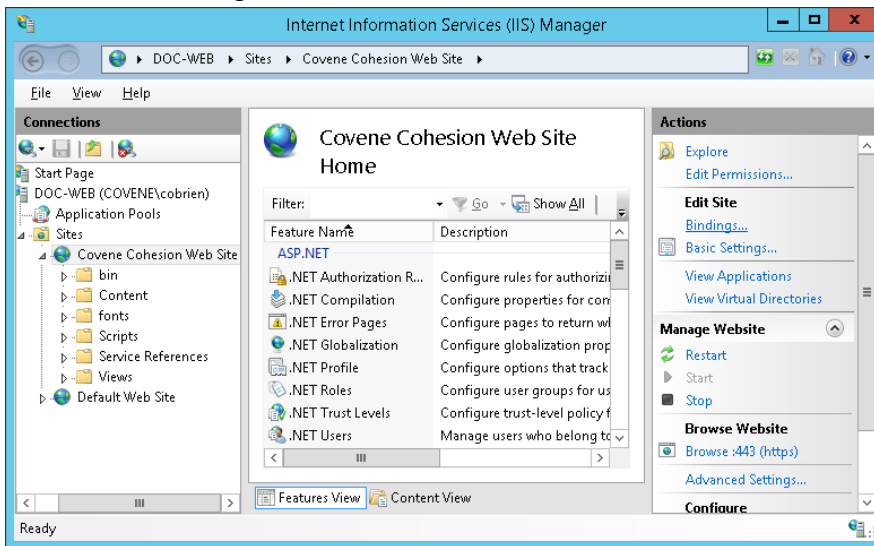 Internet Information Services (IIS) Manager
DOC-WEB Sites Covene Cohesion Web Site
File View Help
Connections
Start Page
DOC-WEB (COVENE\cobrien)
Application Pools
Sites
Covene Cohesion Web Site
bin
Content
fonts
Scripts
Service References
Views
Default Web Site
Covene Cohesion Web Site
Home
Filter: Go Show All
Feature Name Description
ASP.NET
.NET Authorization R... Configure rules for authorizi
.NET Compilation Configure properties for com
.NET Error Pages Configure pages to return wh
.NET Globalization Configure globalization prop
.NET Profile Configure options that track
.NET Roles Configure user groups for us
.NET Trust Levels Configure trust-level policy f
.NET Users Manage users who belong to
Features View Content View
Actions
Explore
Edit Permissions...
Edit Site
Bindings...
Basic Settings...
View Applications
View Virtual Directories
Manage Website
Restart
Start
Stop
Browse Website
Browse :443 (https)
Advanced Settings...
Configure
Ready